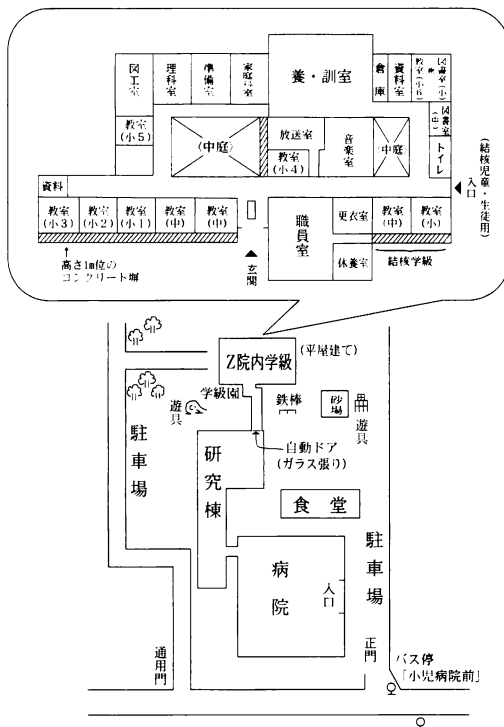 図工室
理科室
準備室
家庭科室
養・訓室
倉庫
資料室
教室(小6)
図書室(小)
図書室(中)
トイレ
教室(小5)
〈中庭〉
放送室
教室(小4)
音楽室
〈中庭〉
入口
(結核児童・生徒用)
資料
教室(小3)
教室(小2)
教室(小1)
教室(中)
教室(中)
職員室
更衣室
教室(中)
教室(小)
休養室
結核学級
高さ1m位の
コンクリート塀
玄関
Z院内学級
(平屋建て)
学級園
遊具
鉄棒
砂場
遊具
駐車場
自動ドア
(ガラス張り)
研究棟
食堂
病院
入口
駐車場
通用門
正門
バス停
「小児病院前」